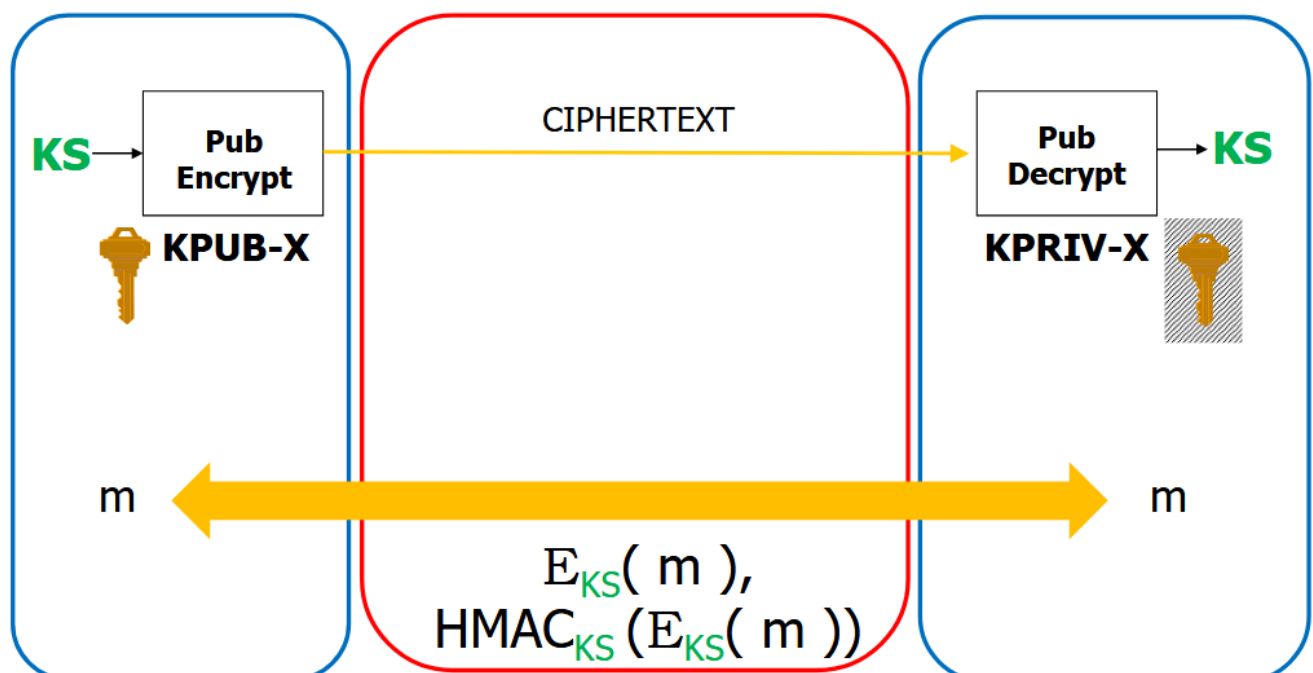 CIPHERTEXT
KS
Pub
Encrypt
Pub
Decrypt
KS
KPUB-X
KPRIV-X
m
m
EKS( m ),
HMACKS(EKS( m ))